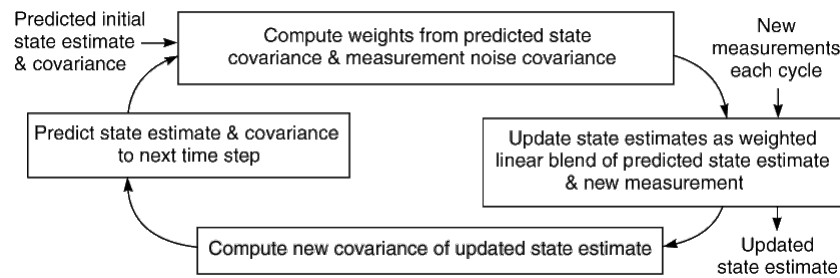 Predicted initial
state estimate
& covariance
Compute weights from predicted state
covariance & measurement noise covariance
New
measurements
each cycle
Predict state estimate & covariance
to next time step
Update state estimates as weighted
linear blend of predicted state estimate
& new measurement
Compute new covariance of updated state estimate
Updated
state estimate